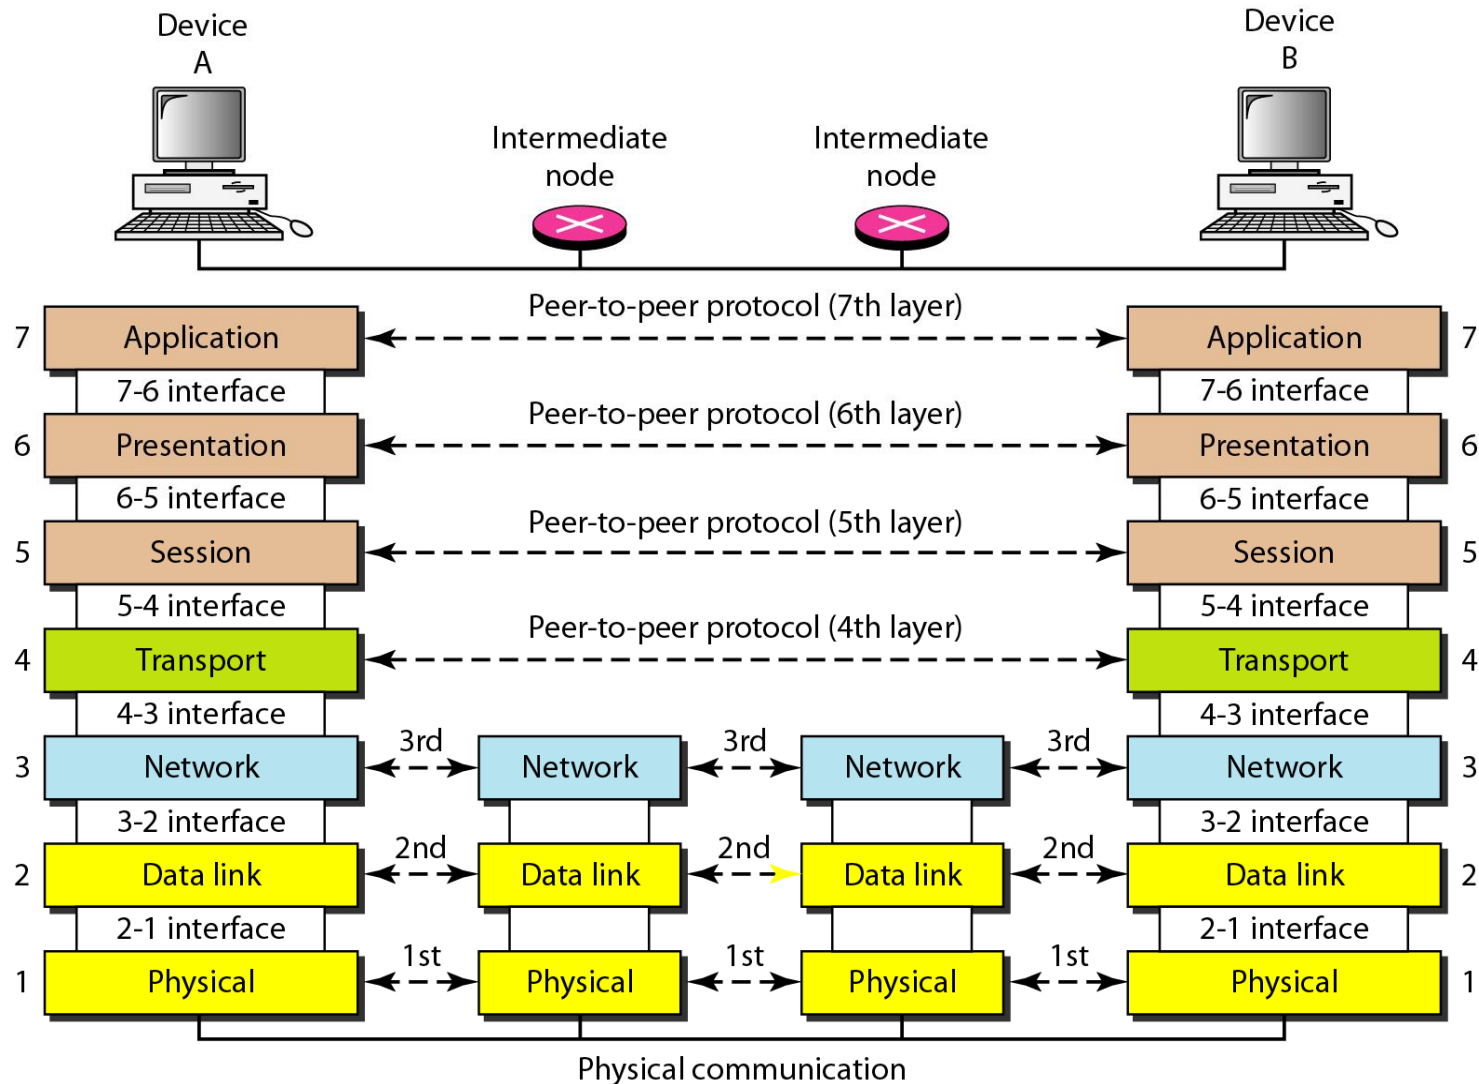 Device
A
Device
B
Intermediate
node
Intermediate
node
Peer-to-peer protocol (7th layer)
7 Application Application 7
7-6 interface 7-6 interface
Peer-to-peer protocol (6th layer)
6 Presentation Presentation 6
6-5 interface 6-5 interface
Peer-to-peer protocol (5th layer)
5 Session Session 5
5-4 interface 5-4 interface
Peer-to-peer protocol (4th layer)
4 Transport Transport 4
4-3 interface 4-3 interface
3rd 3rd 3rd
3 Network Network Network Network 3
3-2 interface 3-2 interface
2nd 2nd 2nd
2 Data link Data link Data link Data link 2
2-1 interface 2-1 interface
1st 1st 1st
1 Physical Physical Physical Physical 1
Physical communication